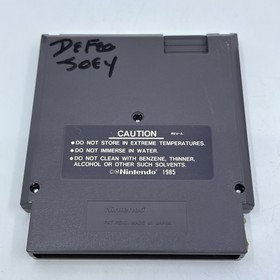 DEFEO
JOEY
CAUTION
REV-A
●DO NOT STORE IN EXTREME TEMPERATURES.
●DO NOT IMMERSE IN WATER.
●DO NOT CLEAN WITH BENZENE, THINNER,
ALCOHOL OR OTHER SUCH SOLVENTS.
©®Nintendo® 1985
Nintendo